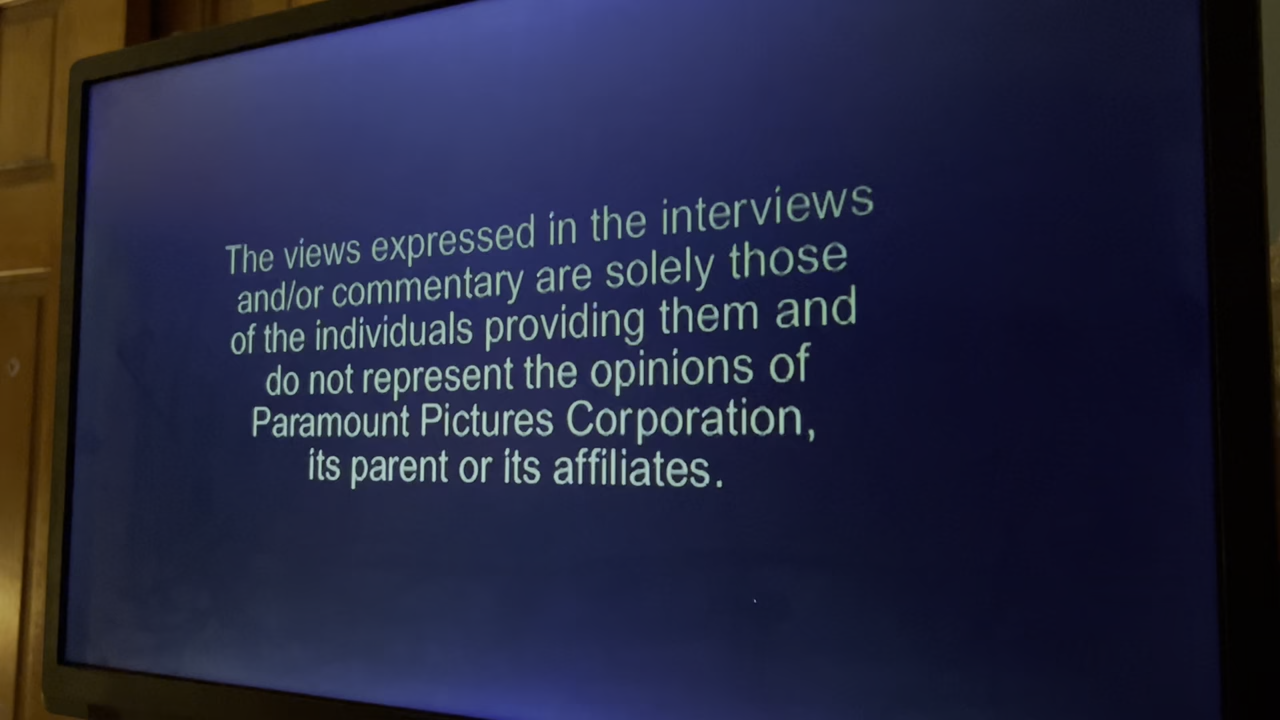 The views expressed in the interviews
and/or commentary are solely those
of the individuals providing them and
do not represent the opinions of
Paramount Pictures Corporation,
its parent or its affiliates.